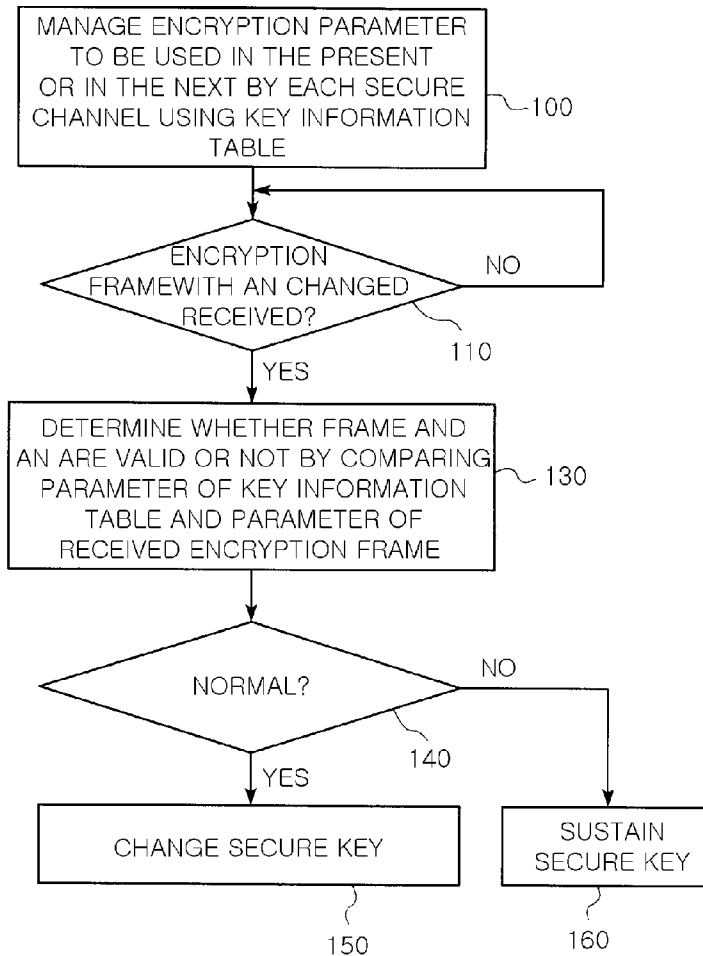 MANAGE ENCRYPTION PARAMETER
TO BE USED IN THE PRESENT
OR IN THE NEXT BY EACH SECURE
CHANNEL USING KEY INFORMATION
TABLE
100
ENCRYPTION
FRAMEWITH AN CHANGED
RECEIVED?
NO
110
YES
DETERMINE WHETHER FRAME AND
AN ARE VALID OR NOT BY COMPARING
PARAMETER OF KEY INFORMATION
TABLE AND PARAMETER OF
RECEIVED ENCRYPTION FRAME
130
NORMAL?
NO
140
YES
CHANGE SECURE KEY
150
SUSTAIN
SECURE KEY
160